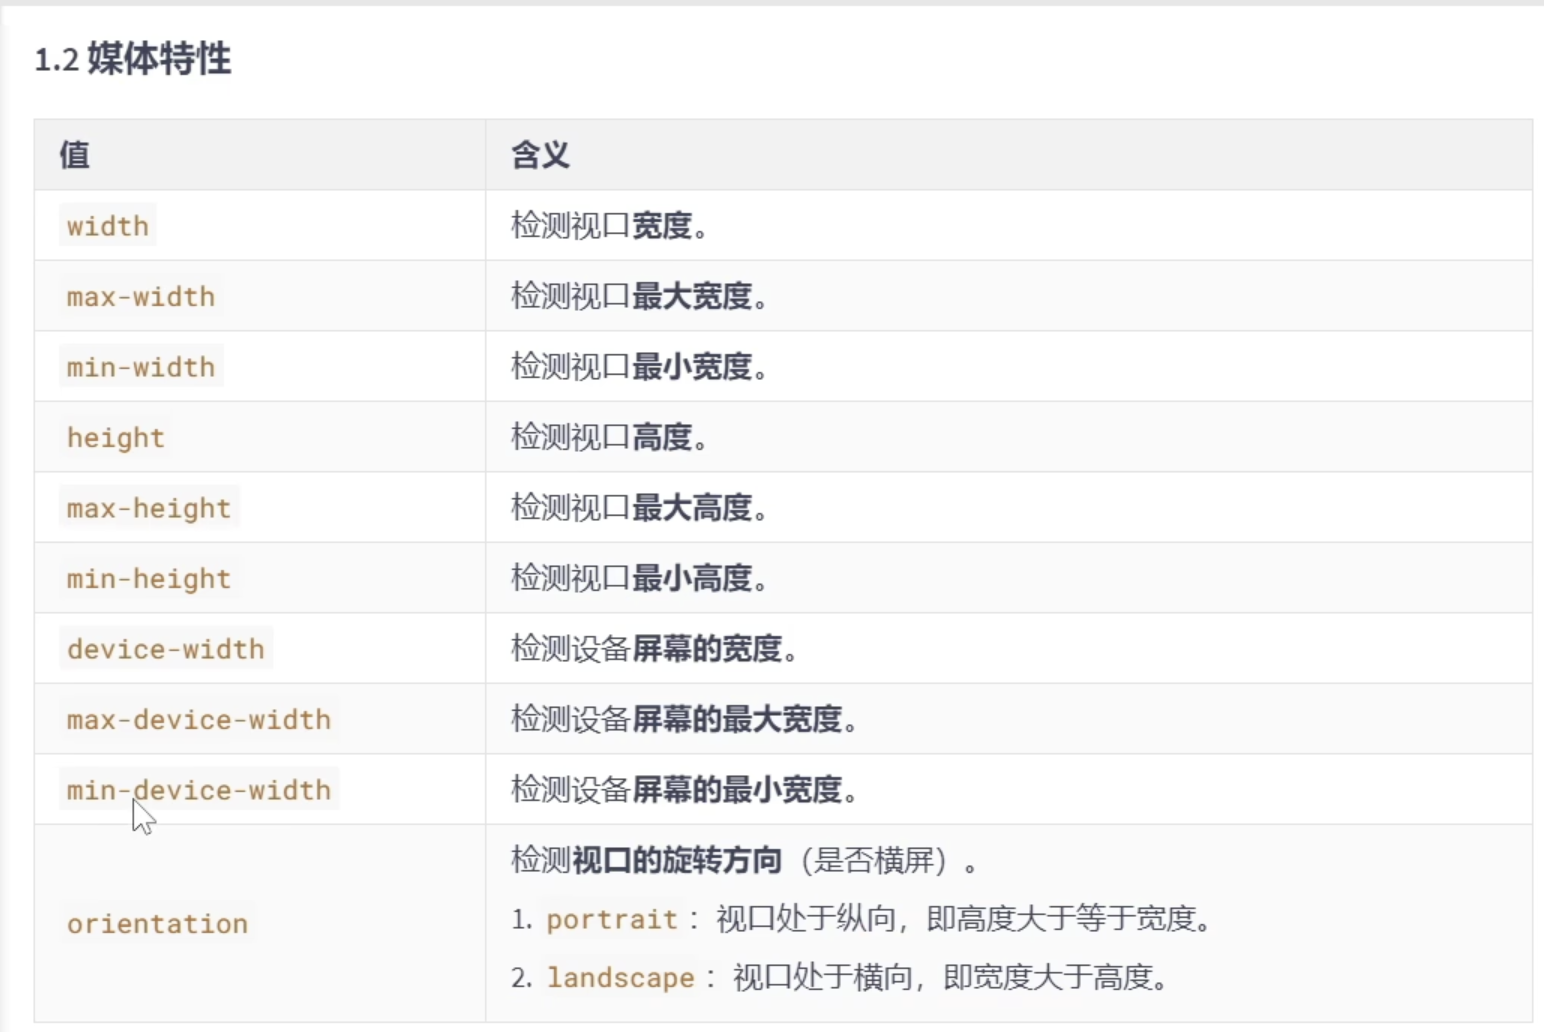 1.2 媒体特性
值 含义
width 检测视口宽度。
max-width 检测视口最大宽度。
min-width 检测视口最小宽度。
height 检测视口高度。
max-height 检测视口最大高度。
min-height 检测视口最小高度。
device-width 检测设备屏幕的宽度。
max-device-width 检测设备屏幕的最大宽度。
min-device-width 检测设备屏幕的最小宽度。
orientation 检测视口的旋转方向（是否横屏）。
1. portrait ：视口处于纵向，即高度大于等于宽度。
2. landscape ：视口处于横向，即宽度大于高度。